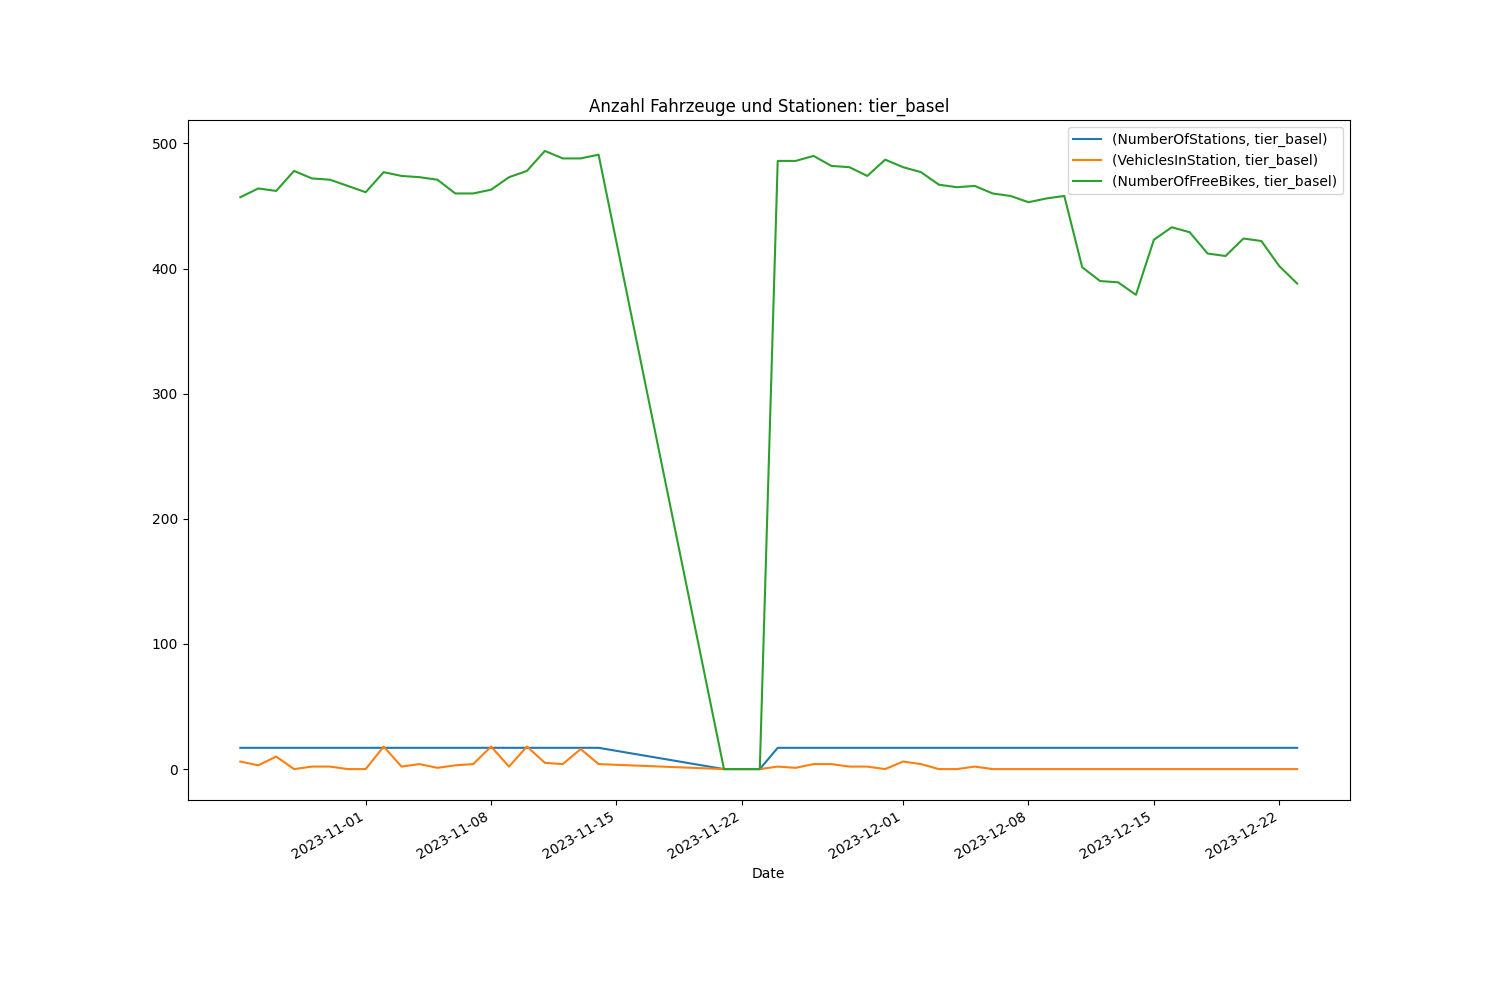 Anzahl Fahrzeuge und Stationen: tier_basel
(NumberOfStations, tier_basel)
(VehiclesInStation, tier_basel)
(NumberOfFreeBikes, tier_basel)
500
400
300
200
100
0
2023-11-01
2023-11-08
2023-11-15
2023-11-22
2023-12-01
2023-12-08
2023-12-15
2023-12-22
Date